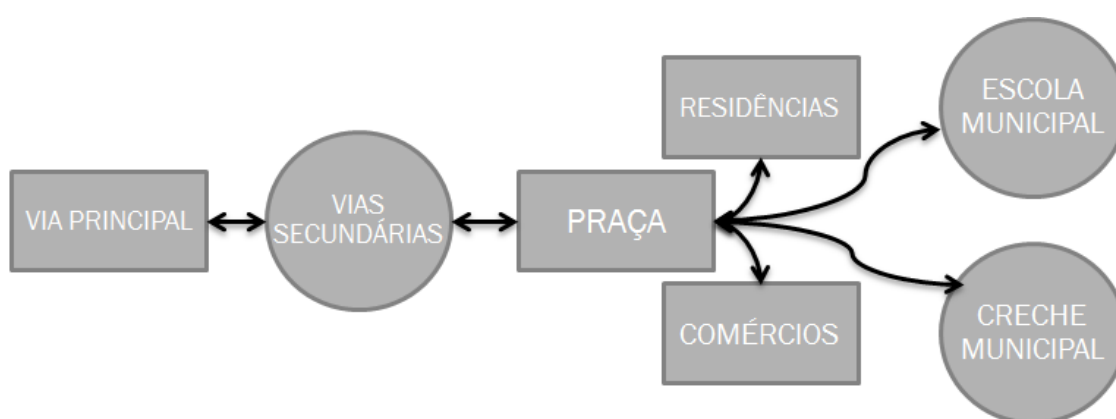 VIA PRINCIPAL
VIAS
SECUNDÁRIAS
PRAÇA
RESIDÊNCIAS
COMÉRCIOS
ESCOLA
MUNICIPAL
CRECHE
MUNICIPAL